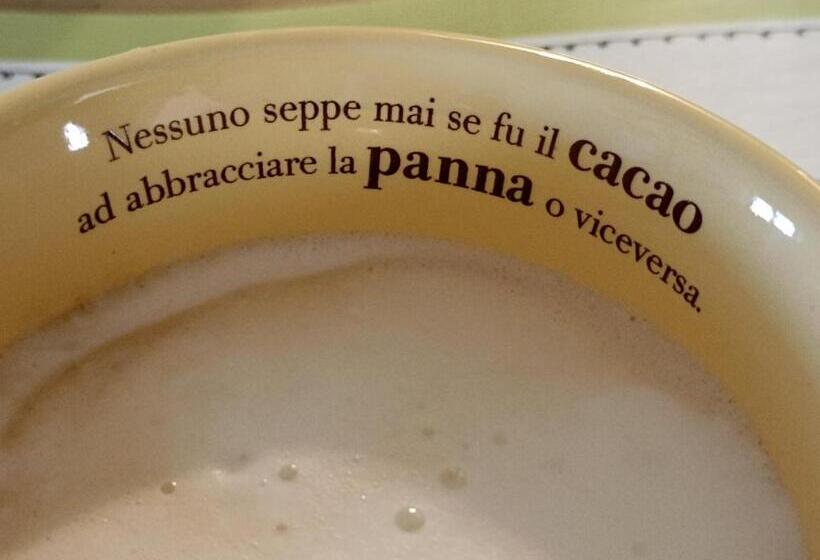 Nessuno seppe mai se fu il cacao
ad abbracciare la panna o viceversa.